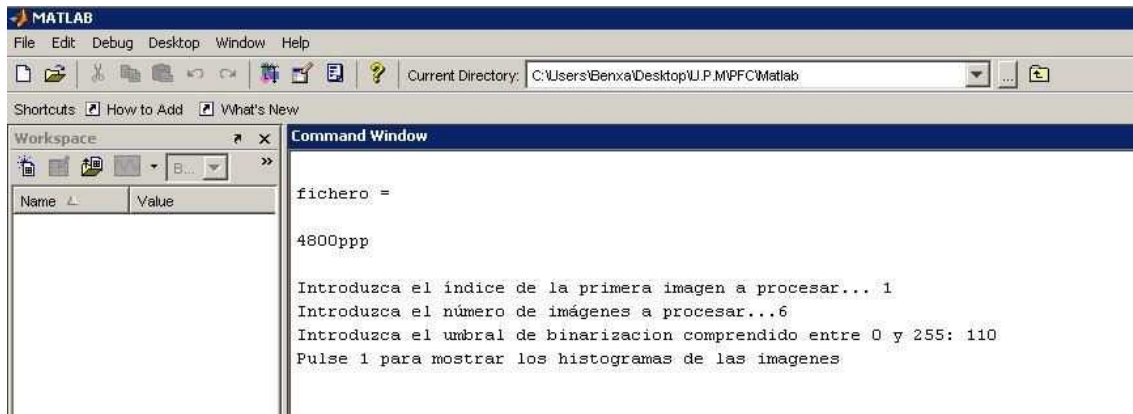 MATLAB
File Edit Debug Desktop Window Help
Current Directory: C:\Users\Benxa\Desktop\U.P.M\PFC\Matlab
Shortcuts How to Add What's New
Workspace
B...
Name Value
Command Window
fichero =
4800ppp
Introduzca el índice de la primera imagen a procesar... 1
Introduzca el número de imágenes a procesar...6
Introduzca el umbral de binarizacion comprendido entre 0 y 255: 110
Pulse 1 para mostrar los histogramas de las imagenes